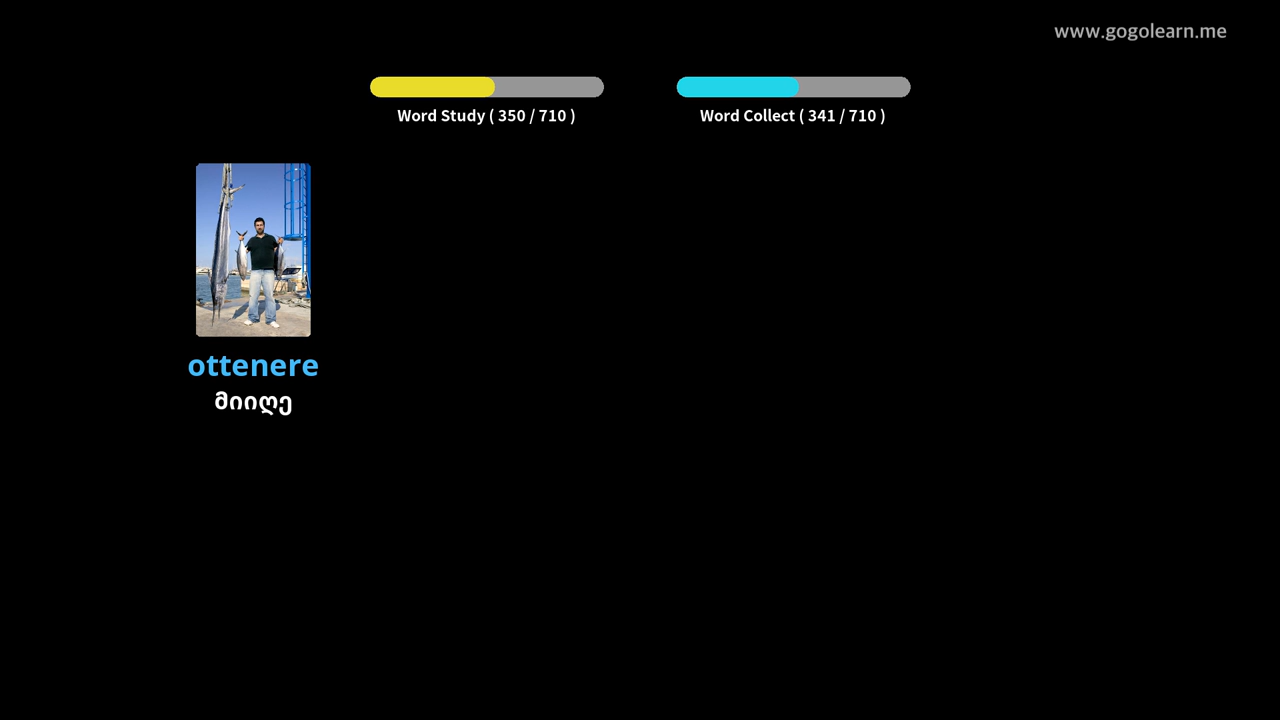 www.gogolearn.me
Word Study ( 350 / 710 )
Word Collect ( 341 / 710 )
ottenere
მიიღე